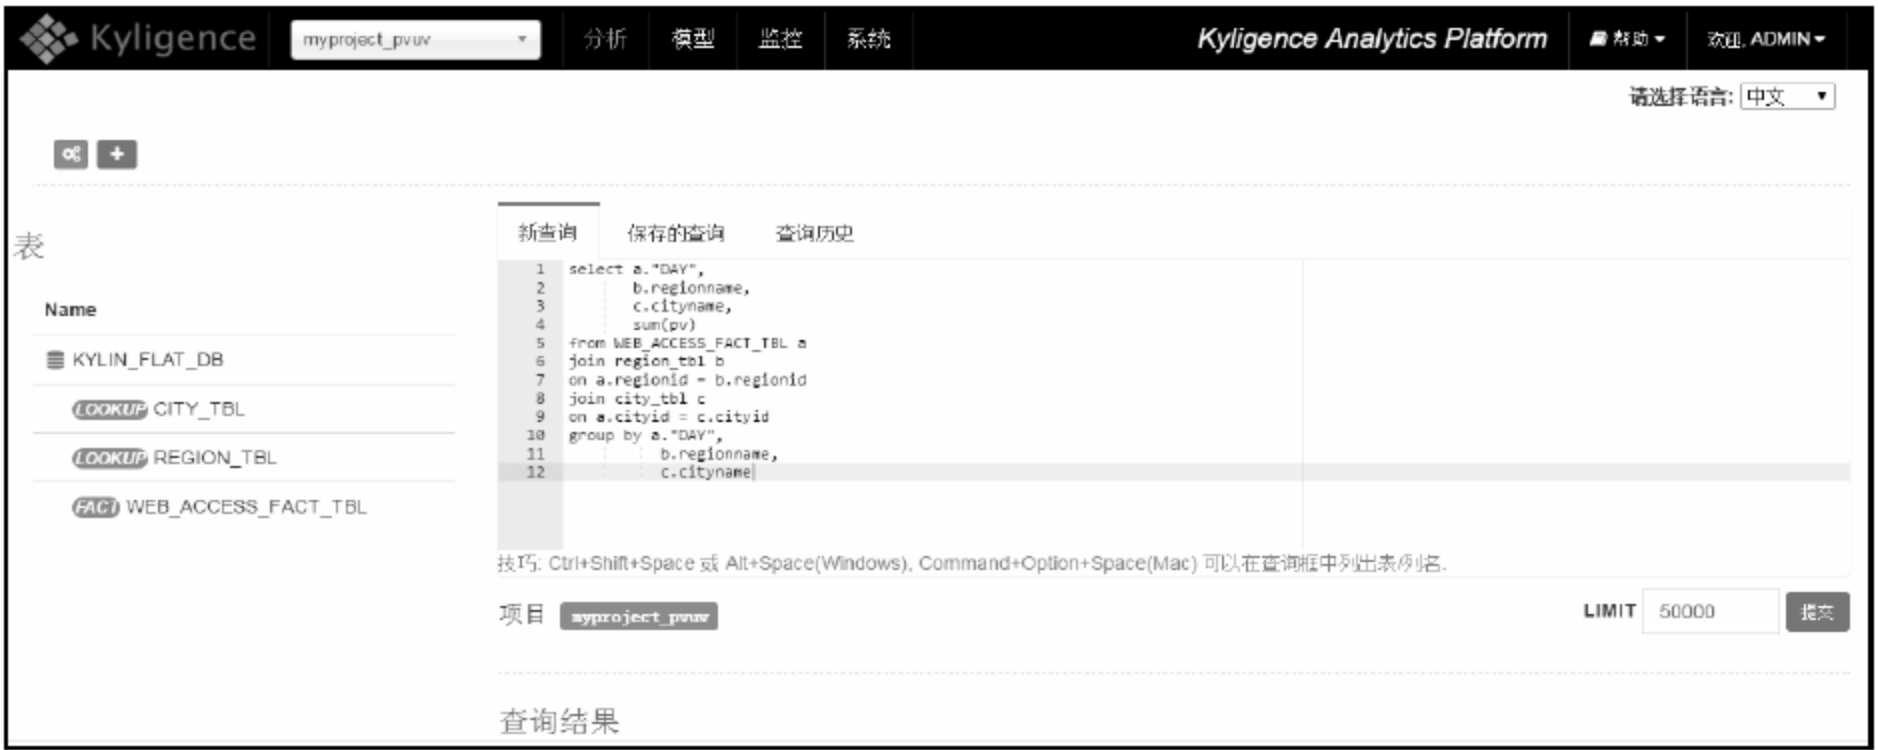 Kyligence myproject_pvuv 分析 模型 监控 系统 Kyligence Analytics Platform 帮助 欢迎, ADMIN
请选择语言: 中文
表
Name
KYLIN_FLAT_DB
LOOKUP CITY_TBL
LOOKUP REGION_TBL
FACT WEB_ACCESS_FACT_TBL
新查询 保存的查询 查询历史
1 select a."DAY",
2 b.regionname,
3 c.cityname,
4 sum(pv)
5 from WEB_ACCESS_FACT_TBL a
6 join region_tbl b
7 on a.regionid = b.regionid
8 join city_tbl c
9 on a.cityid = c.cityid
10 group by a."DAY",
11 b.regionname,
12 c.cityname
技巧: Ctrl+Shift+Space 或 Alt+Space(Windows), Command+Option+Space(Mac) 可以在查询框中列出表/列名.
项目 myproject_pvuv LIMIT 50000 提交
查询结果